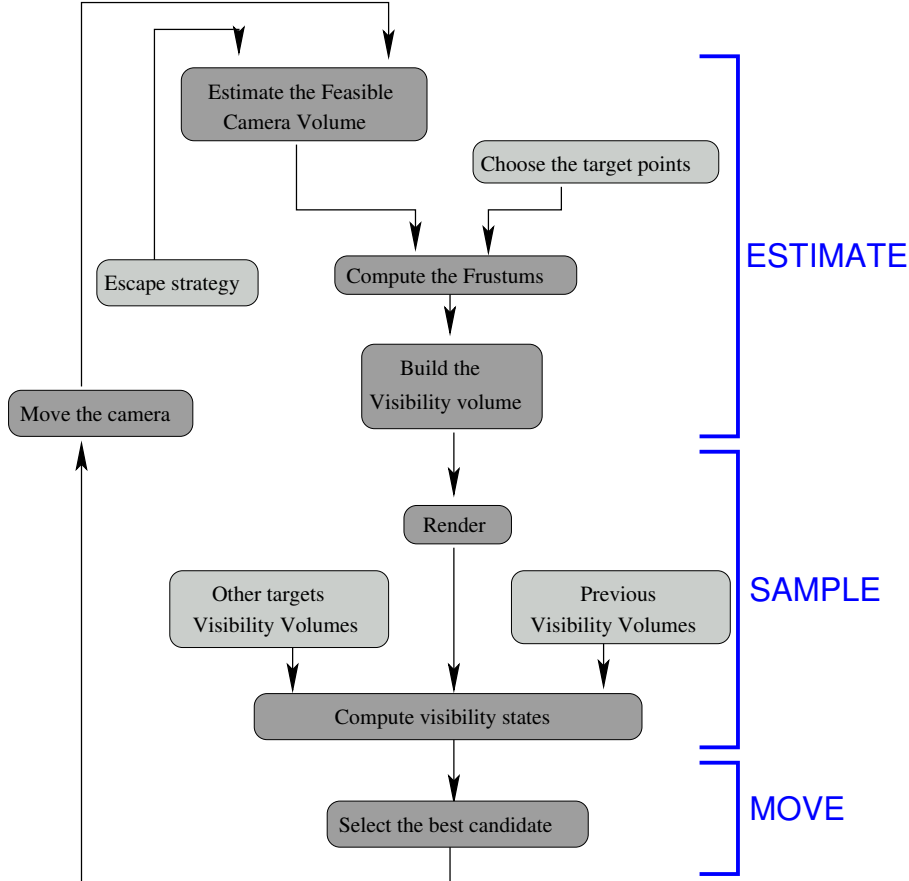 Estimate the Feasible
Camera Volume
Choose the target points
ESTIMATE
Escape strategy
Compute the Frustums
Build the
Visibility volume
Move the camera
Render
Other targets
Visibility Volumes
Previous
Visibility Volumes
SAMPLE
Compute visibility states
Select the best candidate
MOVE